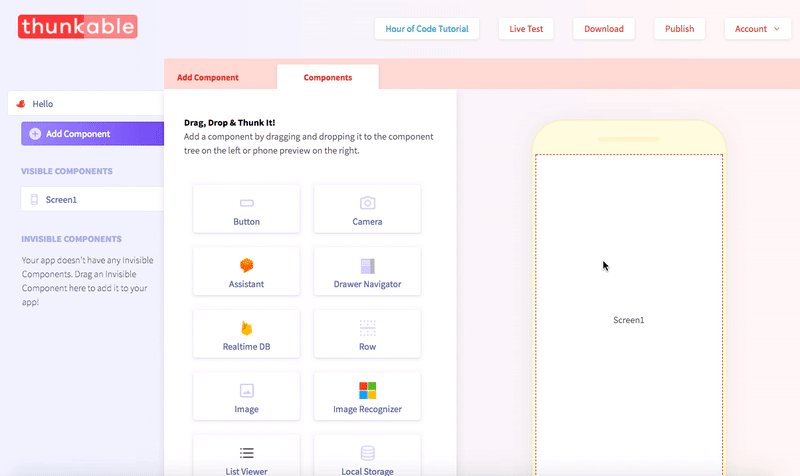 thunkable
Hour of Code Tutorial
Live Test
Download
Publish
Account
Hello
Add Component
VISIBLE COMPONENTS
Screen1
INVISIBLE COMPONENTS
Your app doesn't have any Invisible
Components. Drag an Invisible
Component here to add it to your
app!
Add Component
Components
Drag, Drop & Thunk It!
Add a component by dragging and dropping it to the component
tree on the left or phone preview on the right.
Button
Camera
Assistant
Drawer Navigator
Realtime DB
Row
Image
Image Recognizer
List Viewer
Local Storage
Screen1